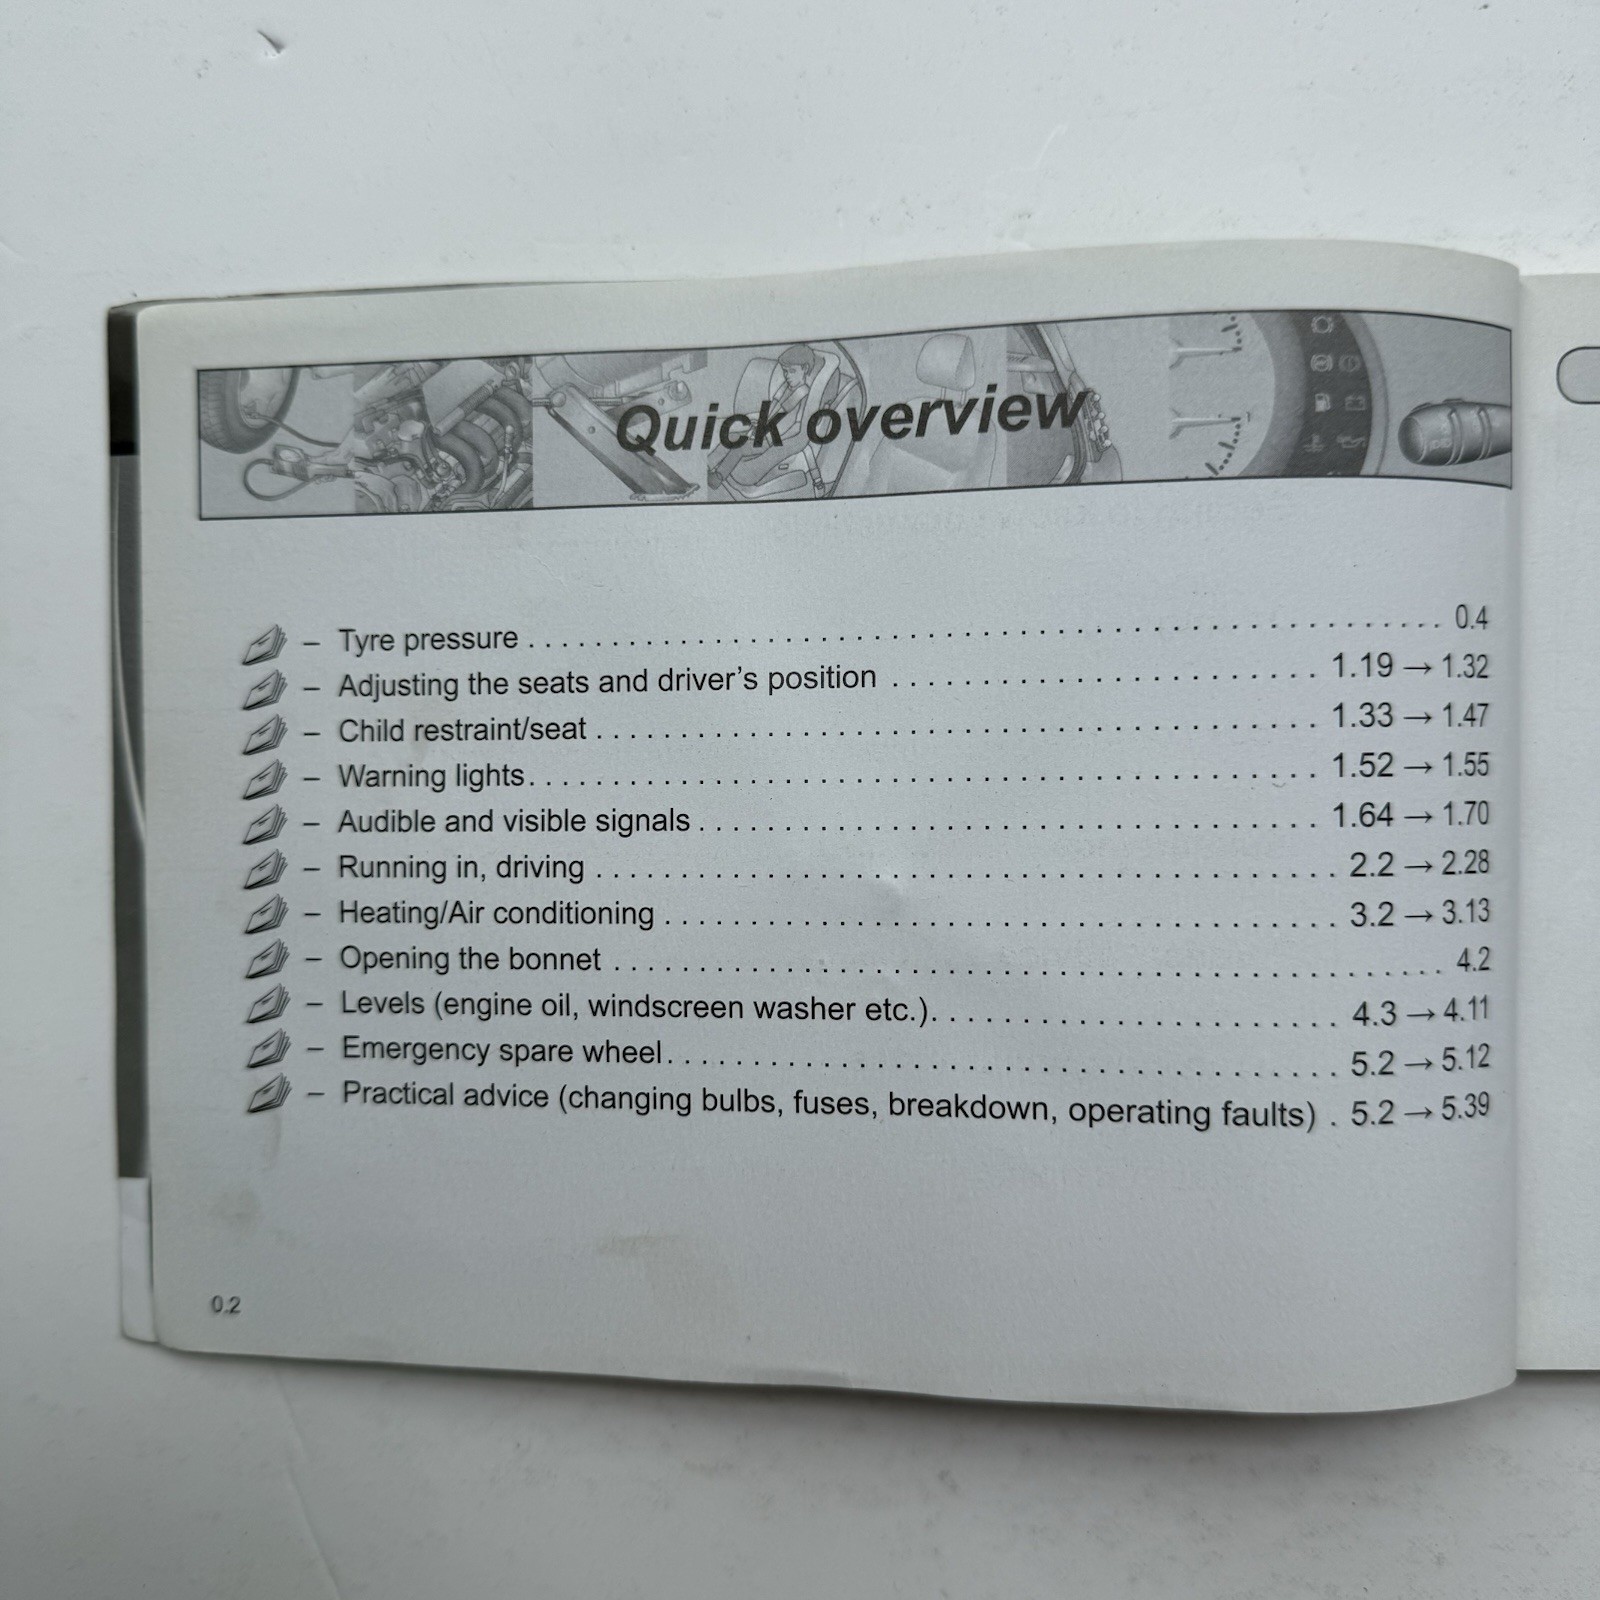 Quick overview
– Tyre pressure . . . . . . . . . . . . . . . . . . . . . . . . . . . . . . . . . . . . . . . . . . . . . . 0.4
– Adjusting the seats and driver's position . . . . . . . . . . . . . . . . . . . . . . . . 1.19 → 1.32
– Child restraint/seat . . . . . . . . . . . . . . . . . . . . . . . . . . . . . . . . . . . . . . . . 1.33 → 1.47
– Warning lights. . . . . . . . . . . . . . . . . . . . . . . . . . . . . . . . . . . . . . . . . . . . 1.52 → 1.55
– Audible and visible signals . . . . . . . . . . . . . . . . . . . . . . . . . . . . . . . . . . 1.64 → 1.70
– Running in, driving . . . . . . . . . . . . . . . . . . . . . . . . . . . . . . . . . . . . . . . . . 2.2 → 2.28
– Heating/Air conditioning . . . . . . . . . . . . . . . . . . . . . . . . . . . . . . . . . . . . . 3.2 → 3.13
– Opening the bonnet . . . . . . . . . . . . . . . . . . . . . . . . . . . . . . . . . . . . . . . . . . . . . 4.2
– Levels (engine oil, windscreen washer etc.). . . . . . . . . . . . . . . . . . . . . . . 4.3 → 4.11
– Emergency spare wheel. . . . . . . . . . . . . . . . . . . . . . . . . . . . . . . . . . . . . 5.2 → 5.12
– Practical advice (changing bulbs, fuses, breakdown, operating faults) . 5.2 → 5.39
0.2